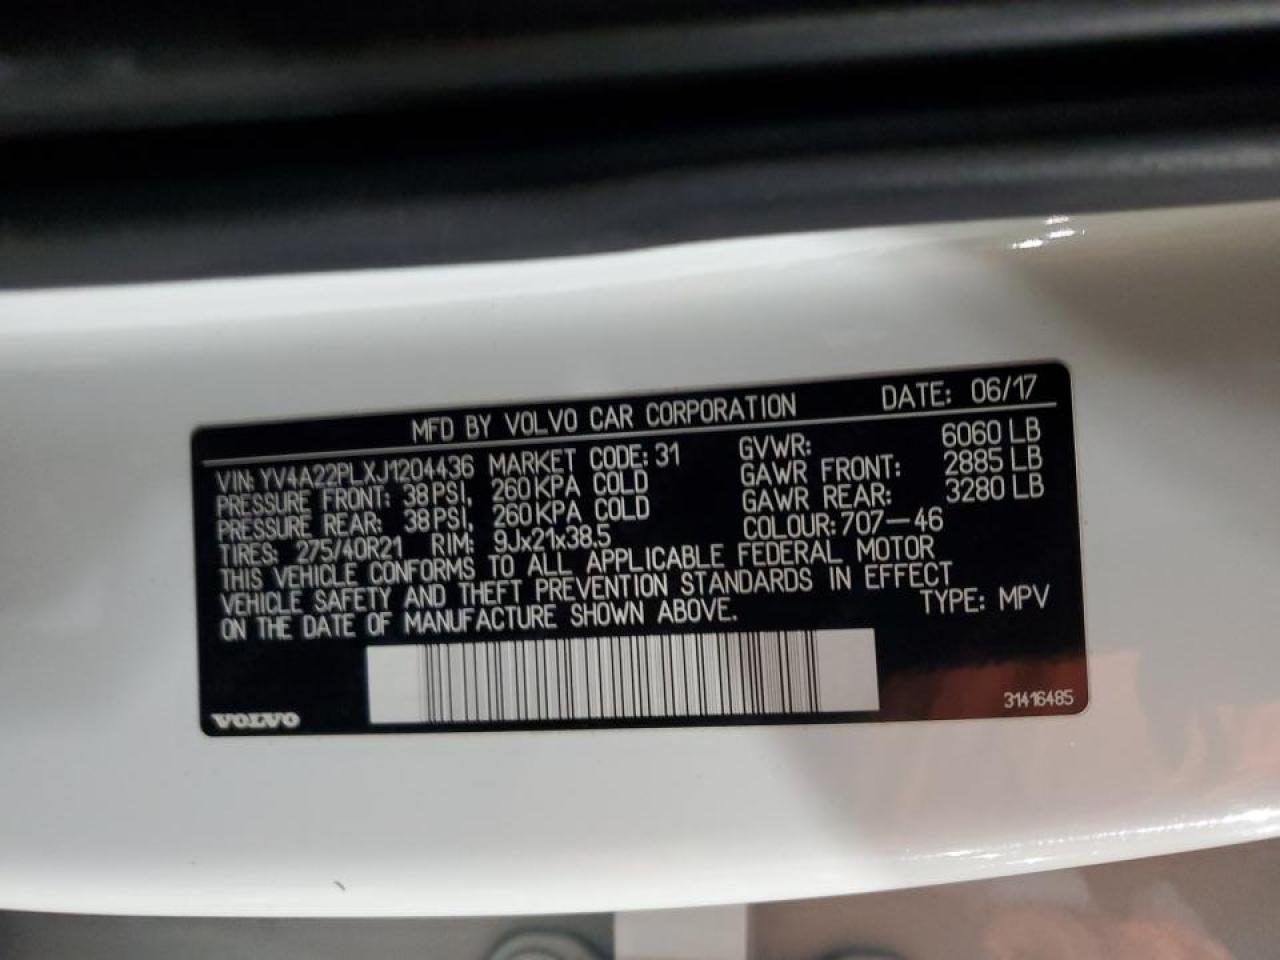 MFD BY VOLVO CAR CORPORATION DATE: 06/17
VIN: YV4A22PLXJ1204436 MARKET CODE: 31 GVWR: 6060 LB
PRESSURE FRONT: 38 PSI, 260 KPA COLD GAWR FRONT: 2885 LB
PRESSURE REAR: 38 PSI, 260 KPA COLD GAWR REAR: 3280 LB
TIRES: 275/40R21 RIM: 9Jx21x38.5 COLOUR: 707-46
THIS VEHICLE CONFORMS TO ALL APPLICABLE FEDERAL MOTOR
VEHICLE SAFETY AND THEFT PREVENTION STANDARDS IN EFFECT
ON THE DATE OF MANUFACTURE SHOWN ABOVE. TYPE: MPV
VOLVO 31416485